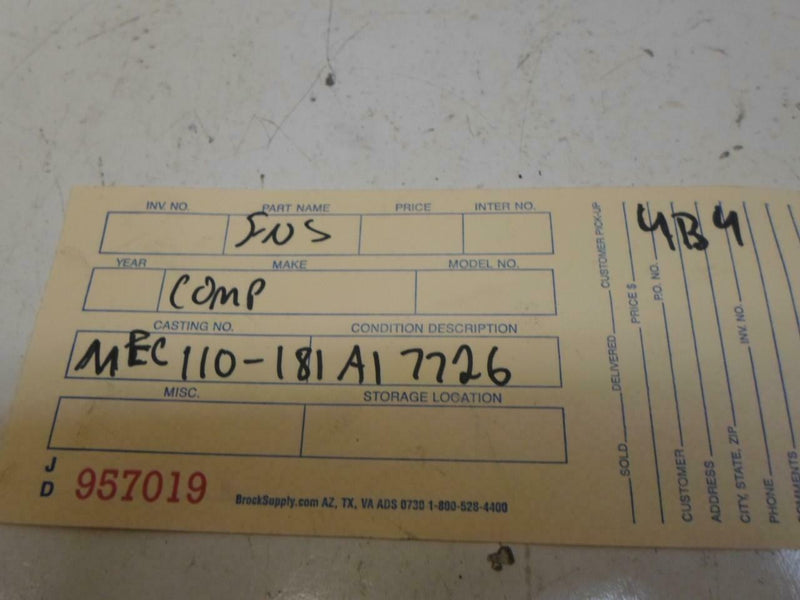 INV. NO. PART NAME PRICE INTER NO.
INS
YEAR MAKE MODEL NO.
COMP
CASTING NO. CONDITION DESCRIPTION
MEC 110-181 A1 7726
MISC. STORAGE LOCATION
J
D 957019
BrockSupply.com AZ, TX, VA ADS 0730 1-800-528-4400
SOLD DELIVERED CUSTOMER PICK-UP
PRICE $
P.O. NO.
4B4
CUSTOMER
ADDRESS
CITY, STATE, ZIP INV. NO.
PHONE
COMMENTS